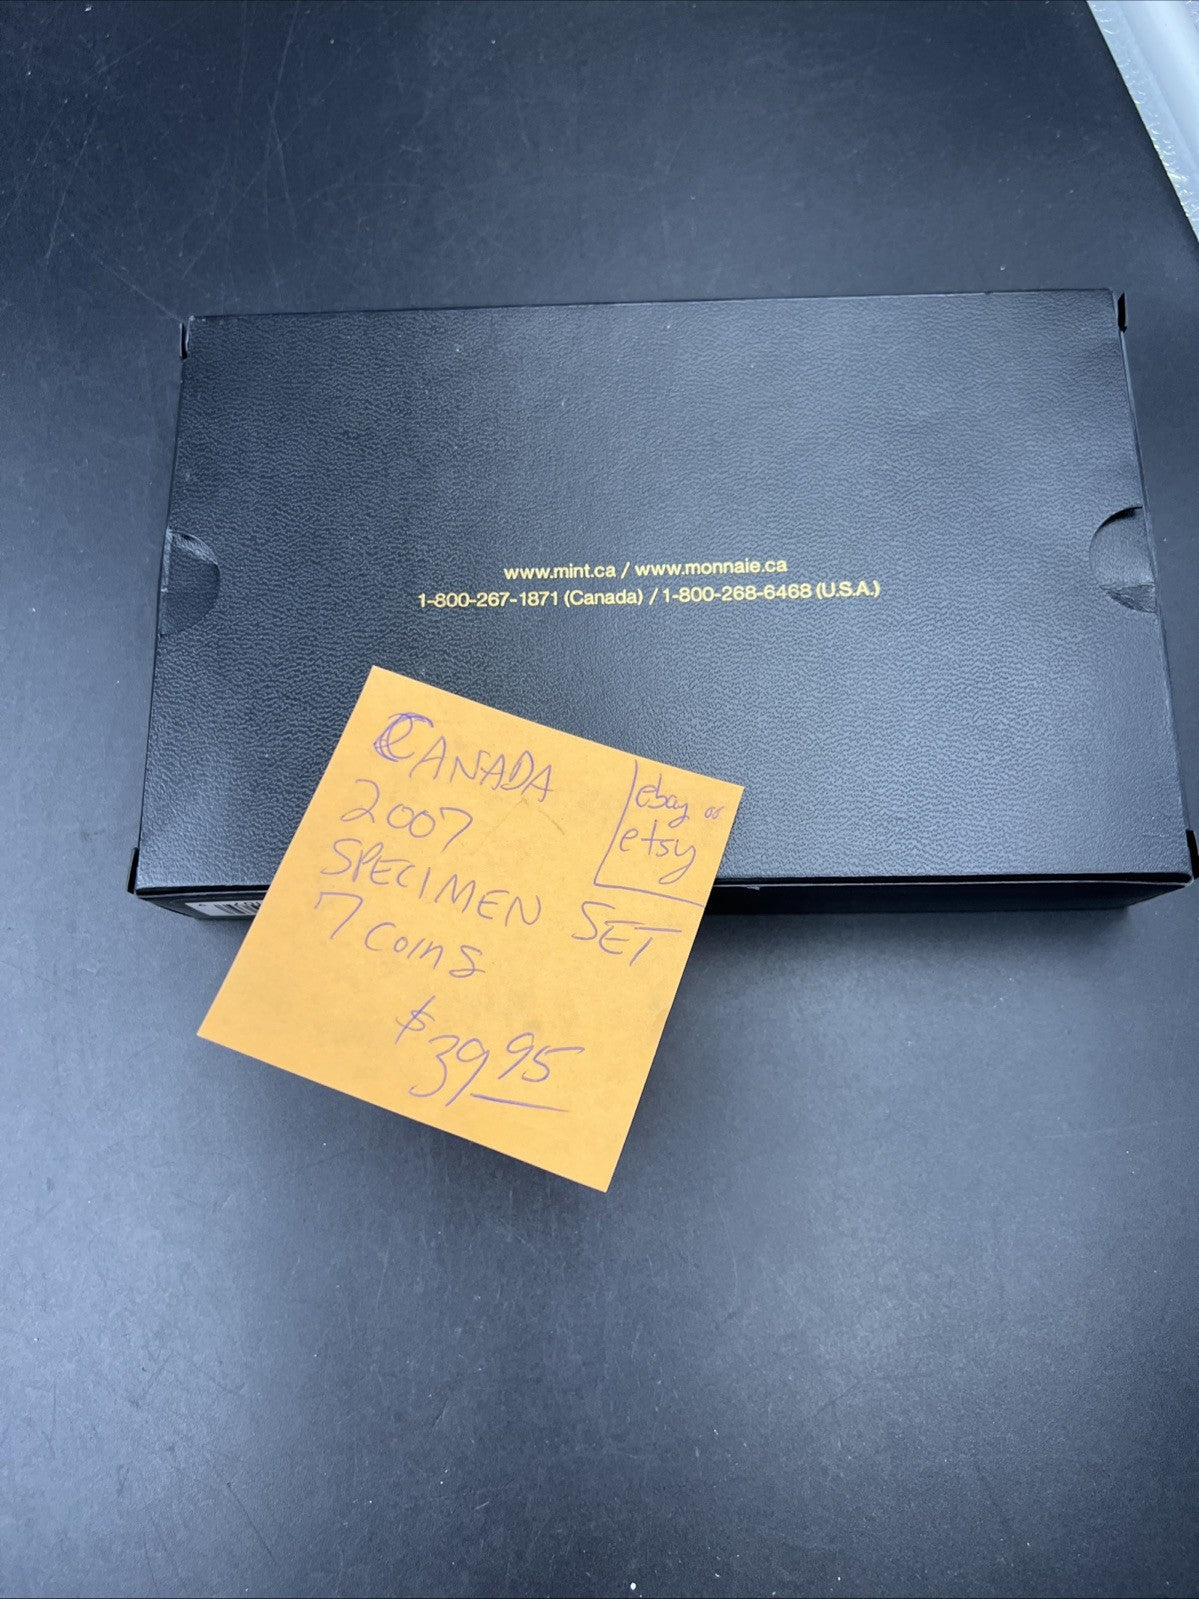 www.mint.ca / www.monnaie.ca
1-800-267-1871 (Canada) / 1-800-268-6468 (U.S.A.)
CANADA
ebay or
etsy
2007
SPECIMEN SET
7 COINS
$39.95